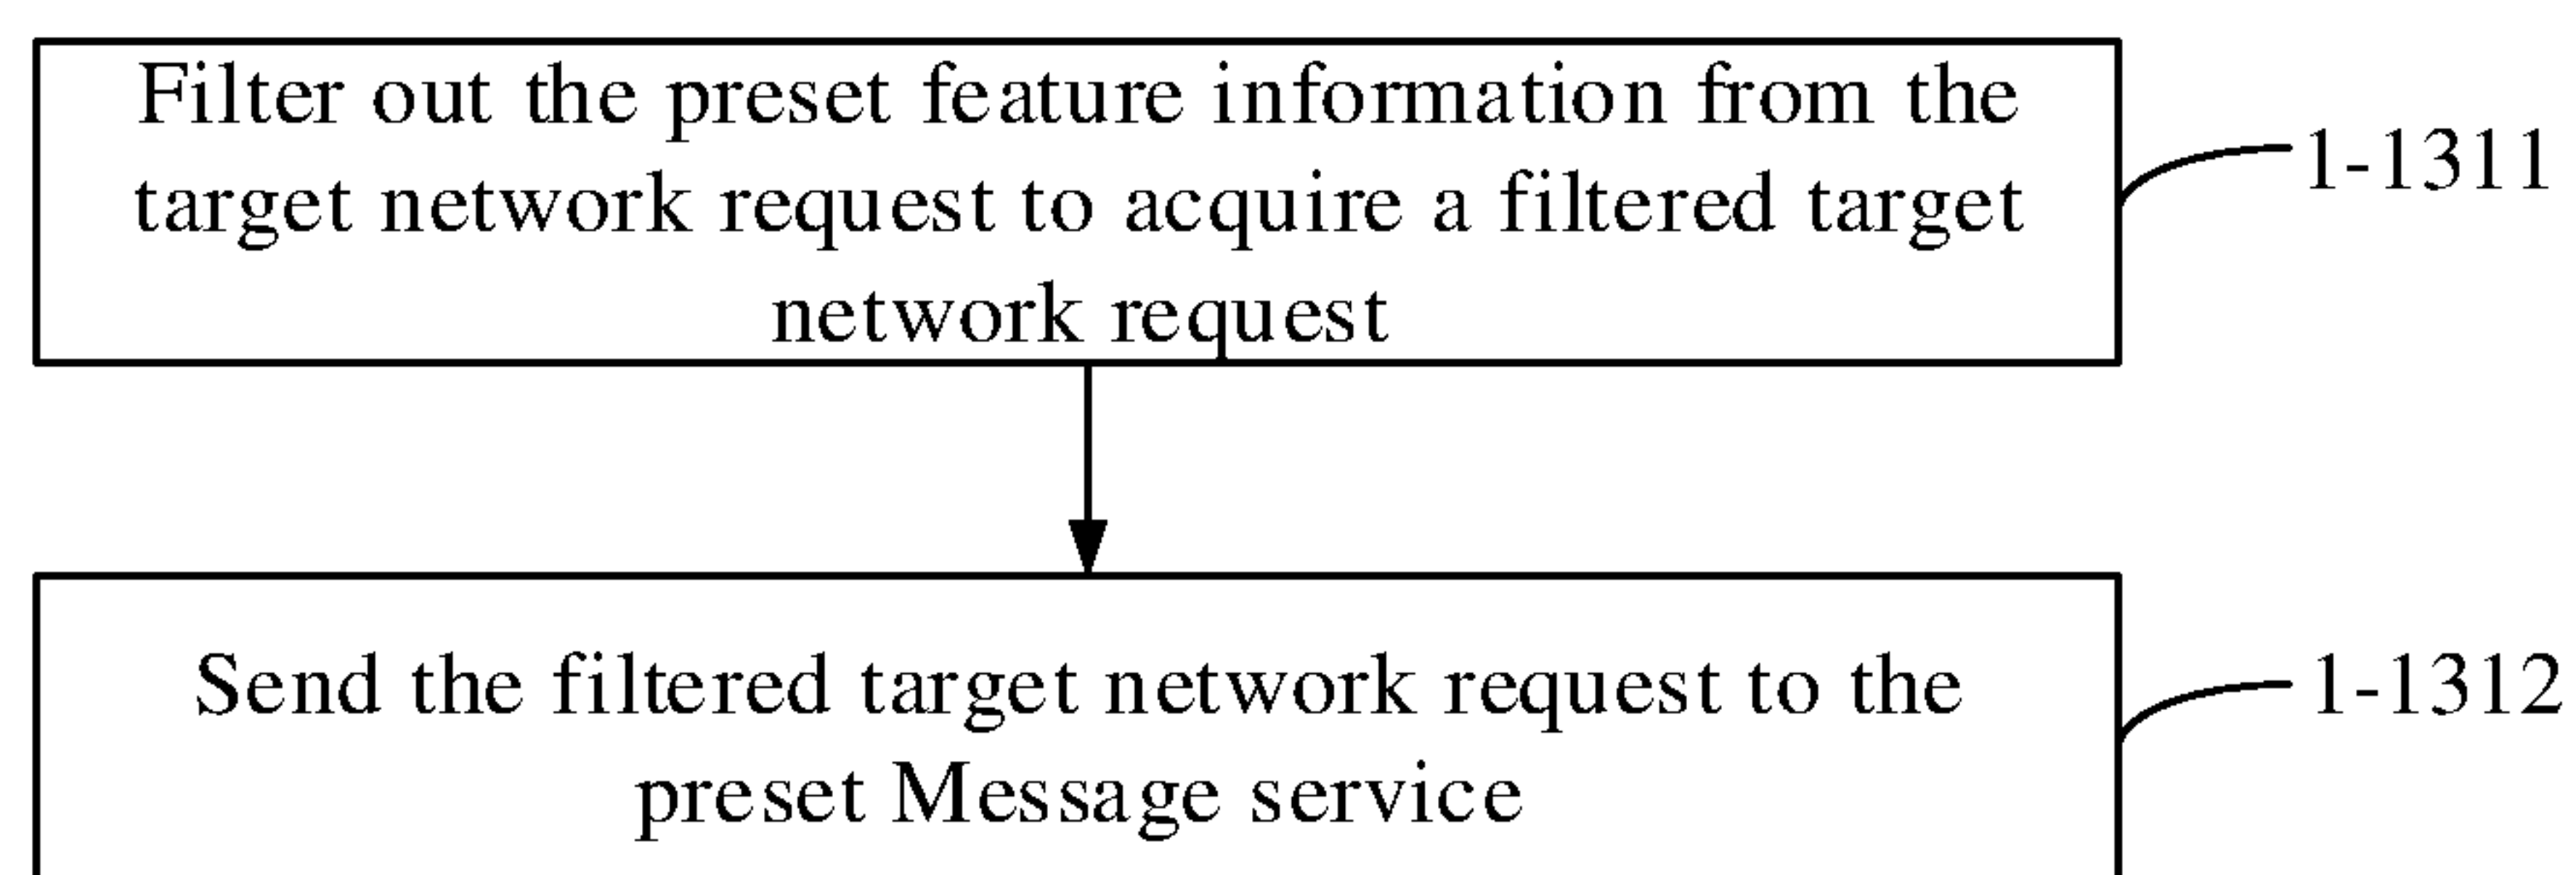 Filter out the preset feature information from the
target network request to acquire a filtered target
network request
1-1311
Send the filtered target network request to the
preset Message service
1-1312